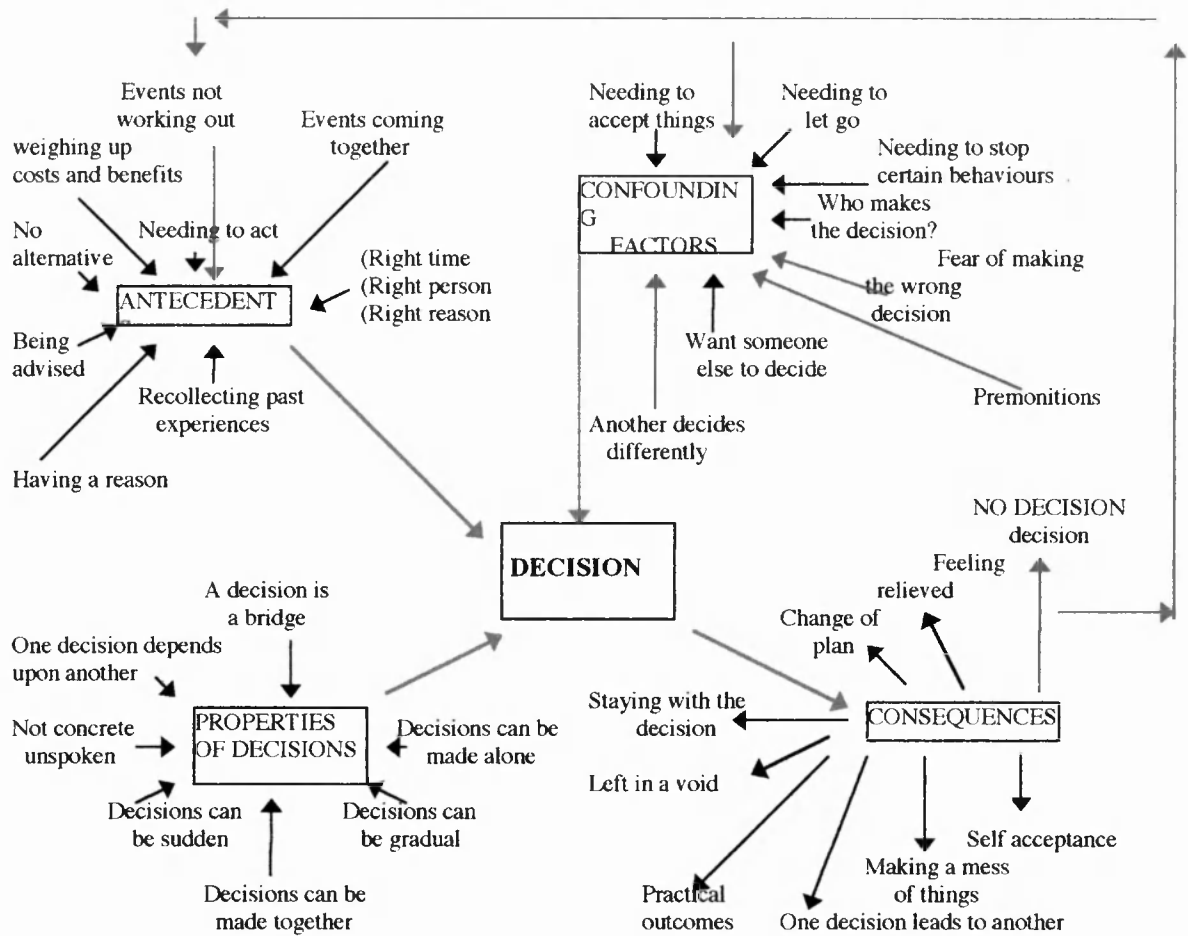 Events not
working out
Events coming
together
weighing up
costs and benefits
No
alternative
Needing to act
(Right time
(Right person
(Right reason
ANTECEDENT
Being
advised
Recollecting past
experiences
Having a reason
Needing to
accept things
Needing to
let go
Needing to stop
certain behaviours
CONFOUNDIN
G
FACTORS
Who makes
the decision?
Fear of making
the wrong
decision
Want someone
else to decide
Premonitions
Another decides
differently
DECISION
NO DECISION
decision
Feeling
relieved
Change of
plan
A decision is
a bridge
One decision depends
upon another
Not concrete
unspoken
PROPERTIES
OF DECISIONS
Decisions can be
made alone
Decisions can
be sudden
Decisions can
be gradual
Decisions can be
made together
Staying with the
decision
CONSEQUENCES
Left in a void
Self acceptance
Making a mess
of things
Practical
outcomes
One decision leads to another